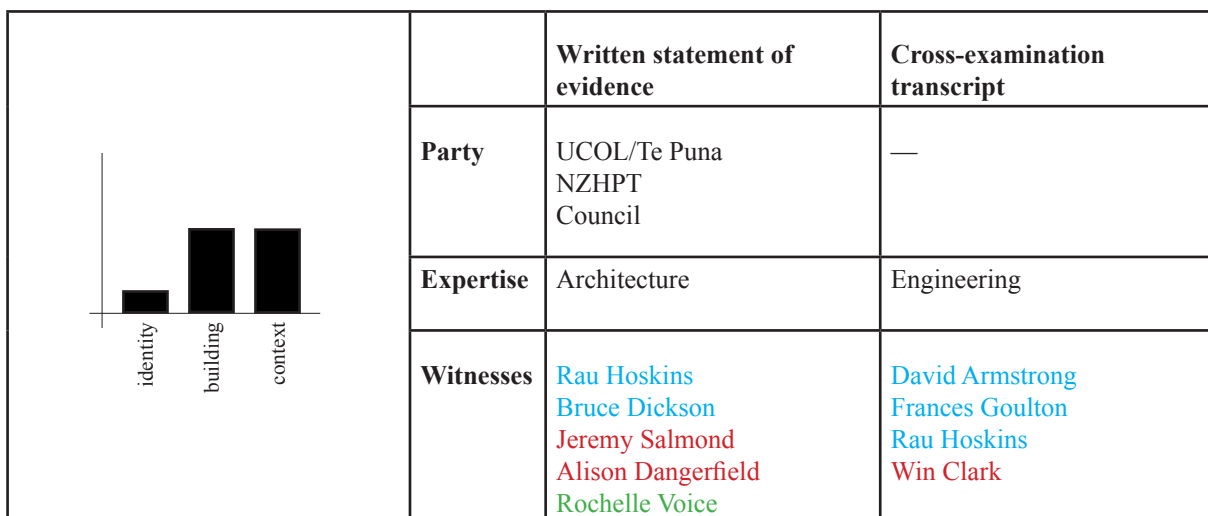 Written statement of
evidence
Cross-examination
transcript
Party
UCOL/Te Puna
NZHPT
Council
—
Expertise
Architecture
Engineering
Witnesses
Rau Hoskins
Bruce Dickson
Jeremy Salmond
Alison Dangerfield
Rochelle Voice
David Armstrong
Frances Goulton
Rau Hoskins
Win Clark
identity
building
context